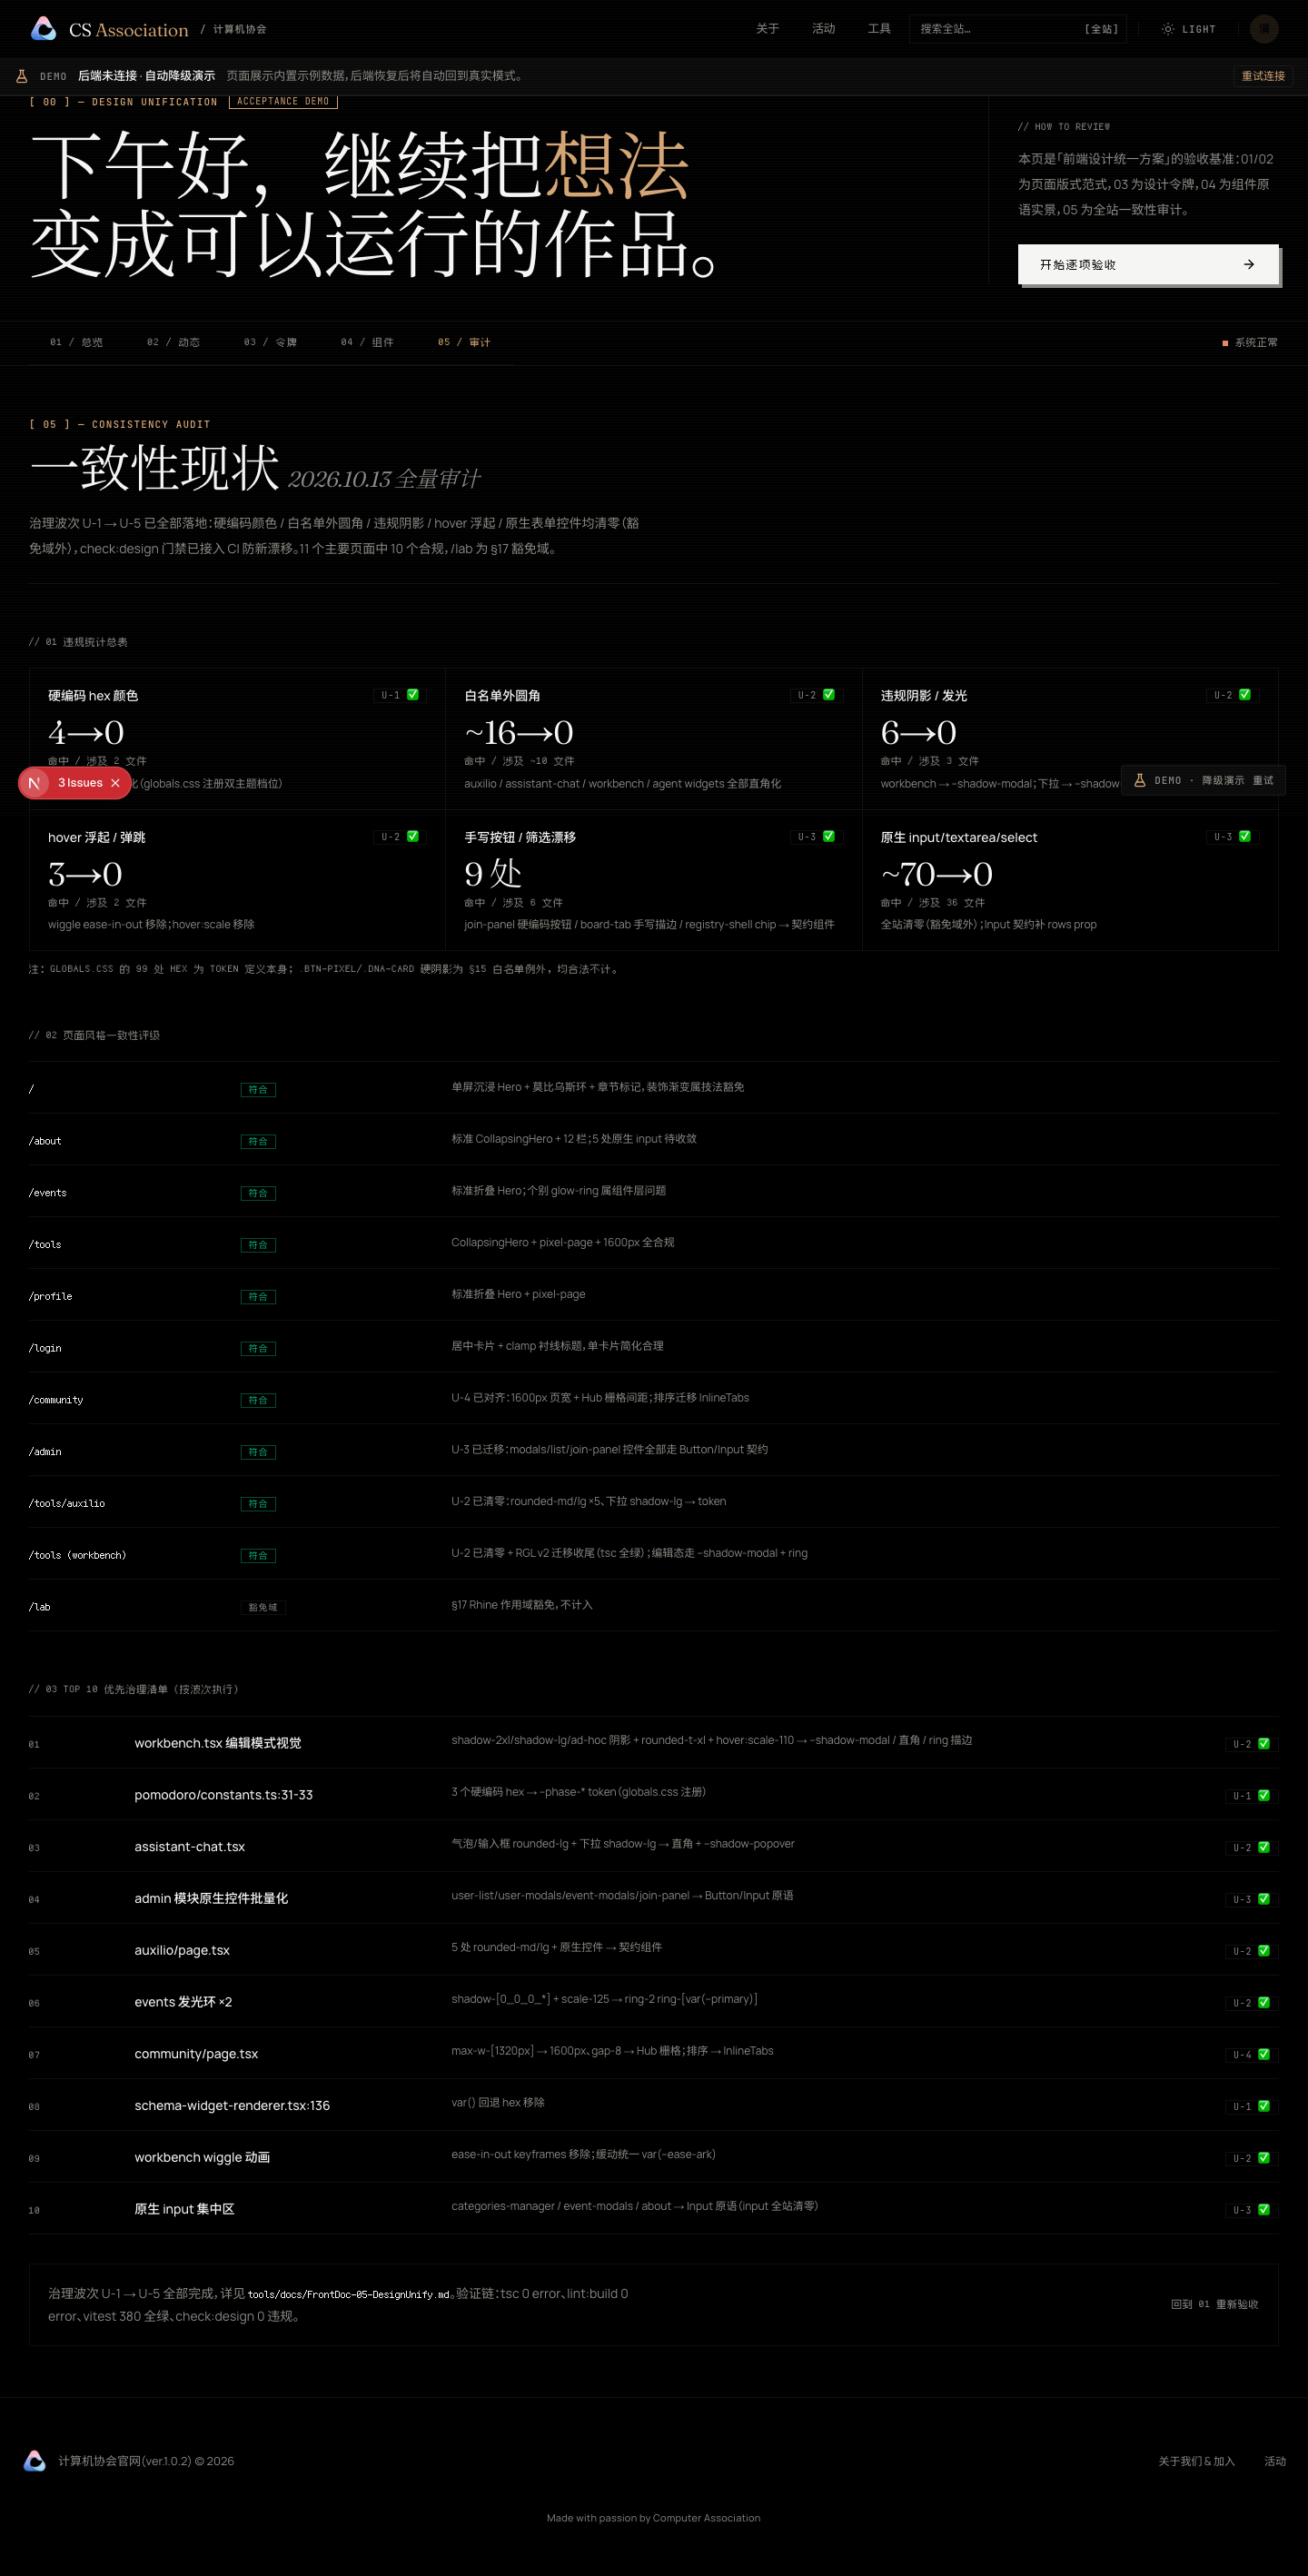 CS Association / 计算机协会
关于 活动 工具 搜索全站… [全站] LIGHT
DEMO 后端未连接 · 自动降级演示 页面展示内置示例数据,后端恢复后将自动回到真实模式。 重试连接
[ 00 ] — DESIGN UNIFICATION ACCEPTANCE DEMO
下午好，继续把想法
变成可以运行的作品。
// HOW TO REVIEW
本页是「前端设计统一方案」的验收基准:01/02
为页面版式范式,03 为设计令牌,04 为组件原
语实景,05 为全站一致性审计。
开始逐项验收 →
01 / 总览 02 / 动态 03 / 令牌 04 / 组件 05 / 审计 系统正常
[ 05 ] — CONSISTENCY AUDIT
一致性现状 2026.10.13 全量审计
治理波次 U-1 → U-5 已全部落地:硬编码颜色 / 白名单外圆角 / 违规阴影 / hover 浮起 / 原生表单控件均清零(豁
免域外),check:design 门禁已接入 CI 防新漂移。11 个主要页面中 10 个合规,/lab 为 §17 豁免域。
// 01 违规统计总表
硬编码 hex 颜色 U-1 ✅
4→0
命中 / 涉及 2 文件
化(globals.css 注册双主题档位)
白名单外圆角 U-2 ✅
~16→0
命中 / 涉及 ~10 文件
auxilio / assistant-chat / workbench / agent widgets 全部直角化
违规阴影 / 发光 U-2 ✅
6→0
命中 / 涉及 3 文件
workbench → --shadow-modal;下拉 → --shadow-
3 Issues ×
DEMO · 降级演示 重试
hover 浮起 / 弹跳 U-2 ✅
3→0
命中 / 涉及 2 文件
wiggle ease-in-out 移除;hover:scale 移除
手写按钮 / 筛选漂移 U-3 ✅
9 处
命中 / 涉及 6 文件
join-panel 硬编码按钮 / board-tab 手写描边 / registry-shell chip → 契约组件
原生 input/textarea/select U-3 ✅
~70→0
命中 / 涉及 36 文件
全站清零(豁免域外);Input 契约补 rows prop
注: GLOBALS.CSS 的 99 处 HEX 为 TOKEN 定义本身; .BTN-PIXEL/.DNA-CARD 硬阴影为 §15 白名单例外,均合法不计。
// 02 页面风格一致性评级
/ 符合 单屏沉浸 Hero + 莫比乌斯环 + 章节标记,装饰渐变属技法豁免
/about 符合 标准 CollapsingHero + 12 栏;5 处原生 input 待收敛
/events 符合 标准折叠 Hero;个别 glow-ring 属组件层问题
/tools 符合 CollapsingHero + pixel-page + 1600px 全合规
/profile 符合 标准折叠 Hero + pixel-page
/login 符合 居中卡片 + clamp 衬线标题,单卡片简化合理
/community 符合 U-4 已对齐:1600px 页宽 + Hub 栅格间距;排序迁移 InlineTabs
/admin 符合 U-3 已迁移:modals/list/join-panel 控件全部走 Button/Input 契约
/tools/auxilio 符合 U-2 已清零:rounded-md/lg ×5、下拉 shadow-lg → token
/tools (workbench) 符合 U-2 已清零 + RGL v2 迁移收尾(tsc 全绿);编辑态走 --shadow-modal + ring
/lab 豁免域 §17 Rhine 作用域豁免,不计入
// 03 TOP 10 优先治理清单 (按波次执行)
01 workbench.tsx 编辑模式视觉 shadow-2xl/shadow-lg/ad-hoc 阴影 + rounded-t-xl + hover:scale-110 → --shadow-modal / 直角 / ring 描边 U-2 ✅
02 pomodoro/constants.ts:31-33 3 个硬编码 hex → --phase-* token(globals.css 注册) U-1 ✅
03 assistant-chat.tsx 气泡/输入框 rounded-lg + 下拉 shadow-lg → 直角 + --shadow-popover U-2 ✅
04 admin 模块原生控件批量化 user-list/user-modals/event-modals/join-panel → Button/Input 原语 U-3 ✅
05 auxilio/page.tsx 5 处 rounded-md/lg + 原生控件 → 契约组件 U-2 ✅
06 events 发光环 ×2 shadow-[0_0_0_*] + scale-125 → ring-2 ring-[var(--primary)] U-2 ✅
07 community/page.tsx max-w-[1320px] → 1600px、gap-8 → Hub 栅格;排序 → InlineTabs U-4 ✅
08 schema-widget-renderer.tsx:136 var() 回退 hex 移除 U-1 ✅
09 workbench wiggle 动画 ease-in-out keyframes 移除;缓动统一 var(--ease-ark) U-2 ✅
10 原生 input 集中区 categories-manager / event-modals / about → Input 原语(input 全站清零) U-3 ✅
治理波次 U-1 → U-5 全部完成,详见 tools/docs/FrontDoc-05-DesignUnify.md。验证链:tsc 0 error、lint:build 0
error、vitest 380 全绿、check:design 0 违规。
回到 01 重新验收
计算机协会官网(ver.1.0.2) © 2026 关于我们 & 加入 活动
Made with passion by Computer Association